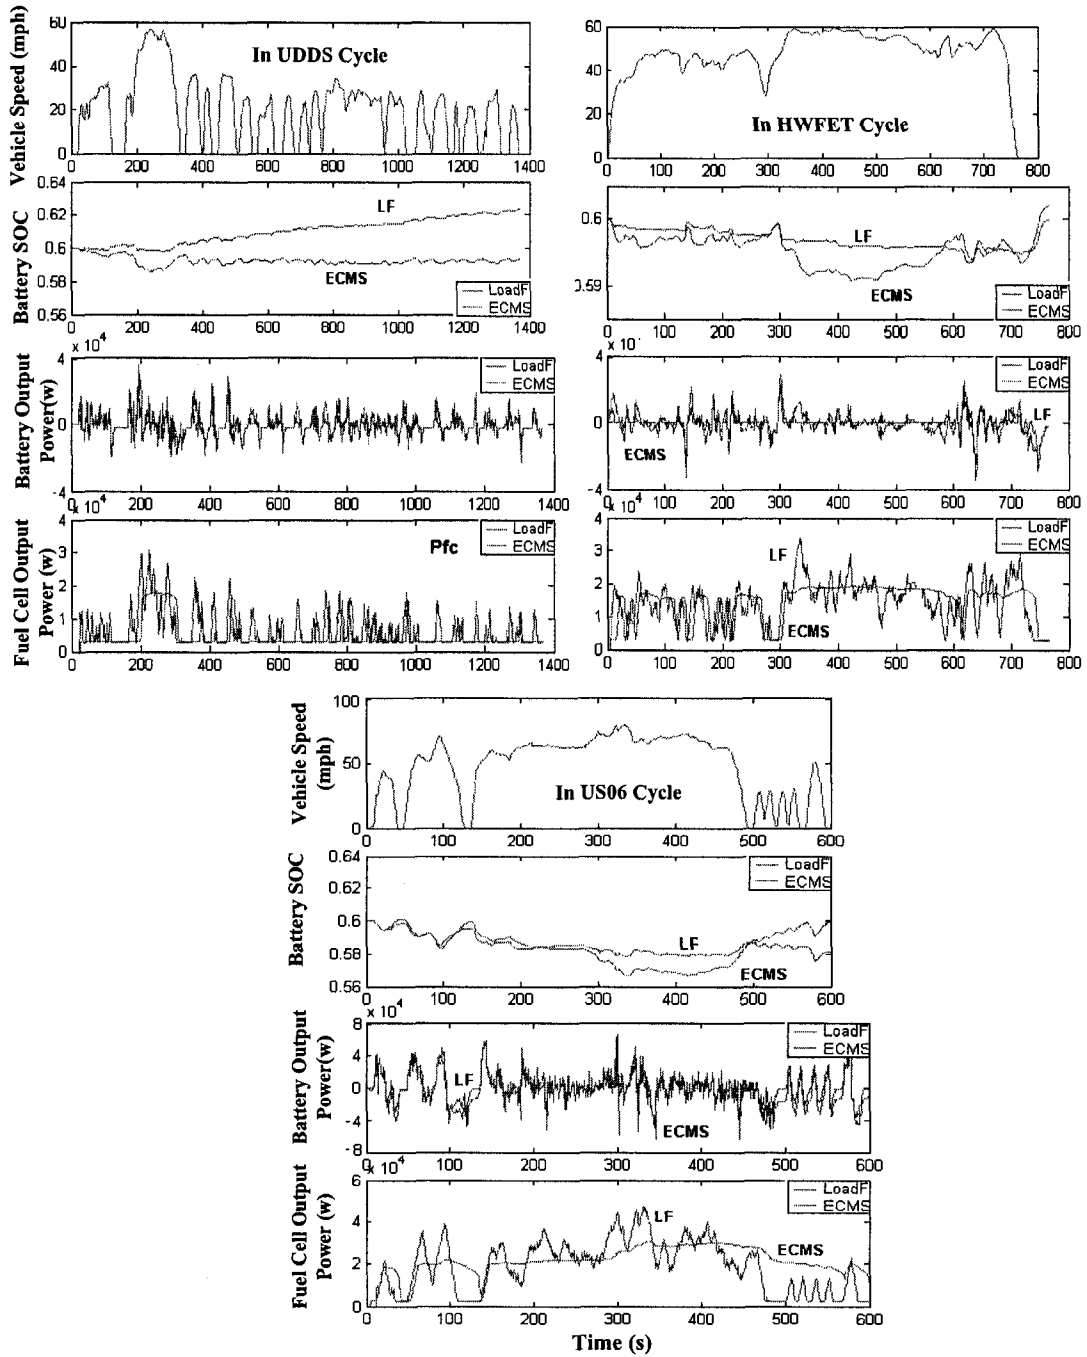 Vehicle Speed (mph)
60
40
20
0
In UDDS Cycle
0 200 400 600 800 1000 1200 1400
60
40
20
0
In HWFET Cycle
0 100 200 300 400 500 600 700 800
Battery SOC
0.64
0.62
0.6
0.58
0.56
LF
ECMS
LoadF
ECMS
0 200 400 600 800 1000 1200 1400
0.6
0.59
LF
ECMS
LoadF
ECMS
0 100 200 300 400 500 600 700 800
Battery Output Power(w)
x 10⁴
4
0
-4
LoadF
ECMS
0 200 400 600 800 1000 1200 1400
x 10
4
0
-4
LoadF
ECMS
LF
ECMS
0 100 200 300 400 500 600 700 800
Fuel Cell Output Power (w)
x 10⁴
4
3
2
1
0
Pfc
LoadF
ECMS
0 200 400 600 800 1000 1200 1400
x 10⁴
4
3
2
1
0
LF
ECMS
LoadF
ECMS
0 100 200 300 400 500 600 700 800
Vehicle Speed (mph)
100
50
0
In US06 Cycle
0 100 200 300 400 500 600
Battery SOC
0.64
0.62
0.6
0.58
0.56
LoadF
ECMS
LF
ECMS
0 100 200 300 400 500 600
Battery Output Power(w)
x 10⁴
8
4
0
-4
-8
LoadF
ECMS
LF
ECMS
0 100 200 300 400 500 600
Fuel Cell Output Power (w)
x 10⁴
6
4
2
0
LoadF
ECMS
LF
ECMS
0 100 200 300 400 500 600
Time (s)